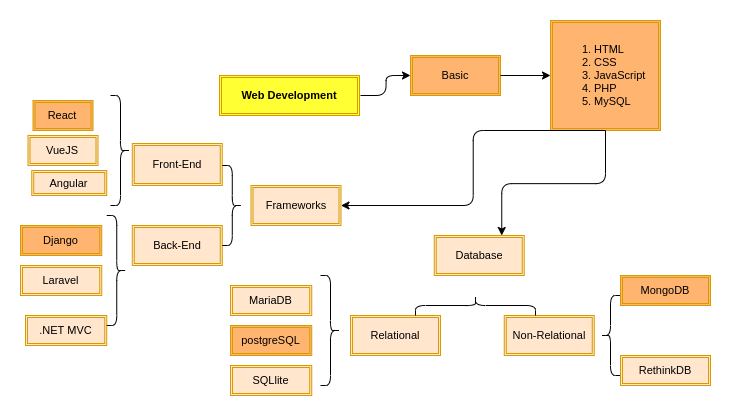 Web Development
Basic
1. HTML
2. CSS
3. JavaScript
4. PHP
5. MySQL
React
VueJS
Angular
Front-End
Frameworks
Django
Laravel
.NET MVC
Back-End
Database
MariaDB
postgreSQL
SQLlite
Relational
Non-Relational
MongoDB
RethinkDB